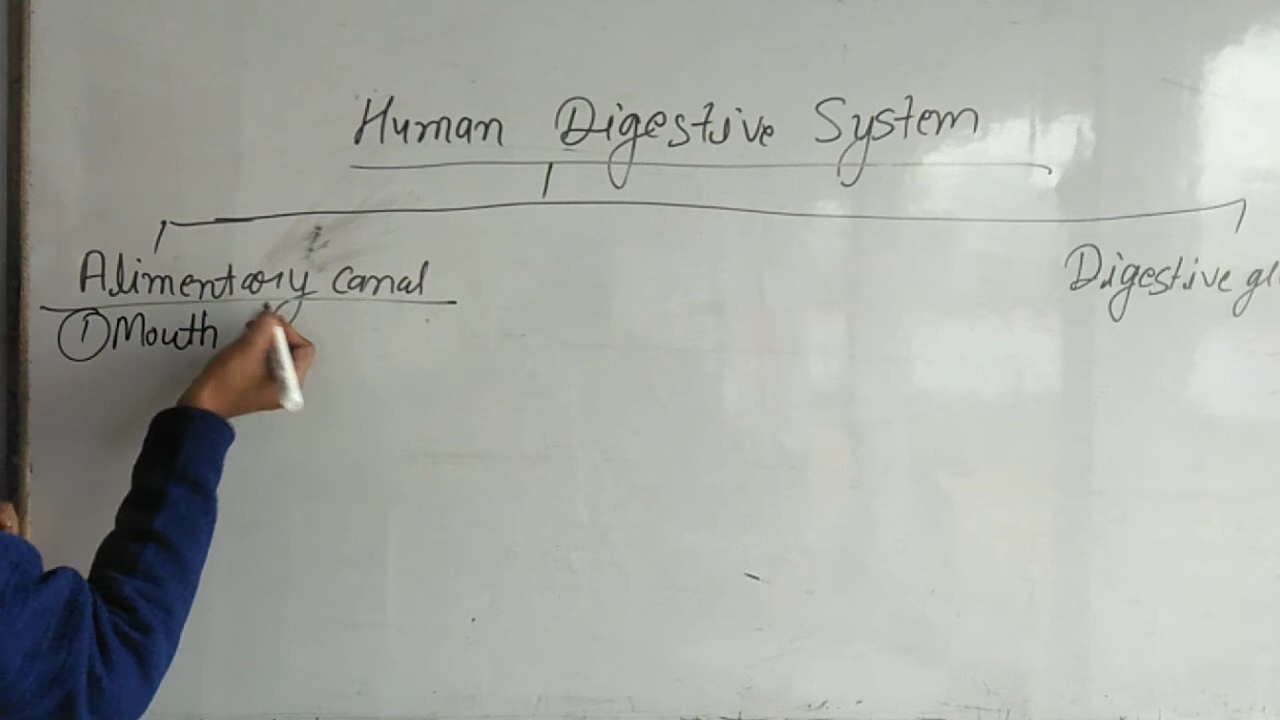 Human Digestive System
Alimentary canal
Digestive gl
① Mouth